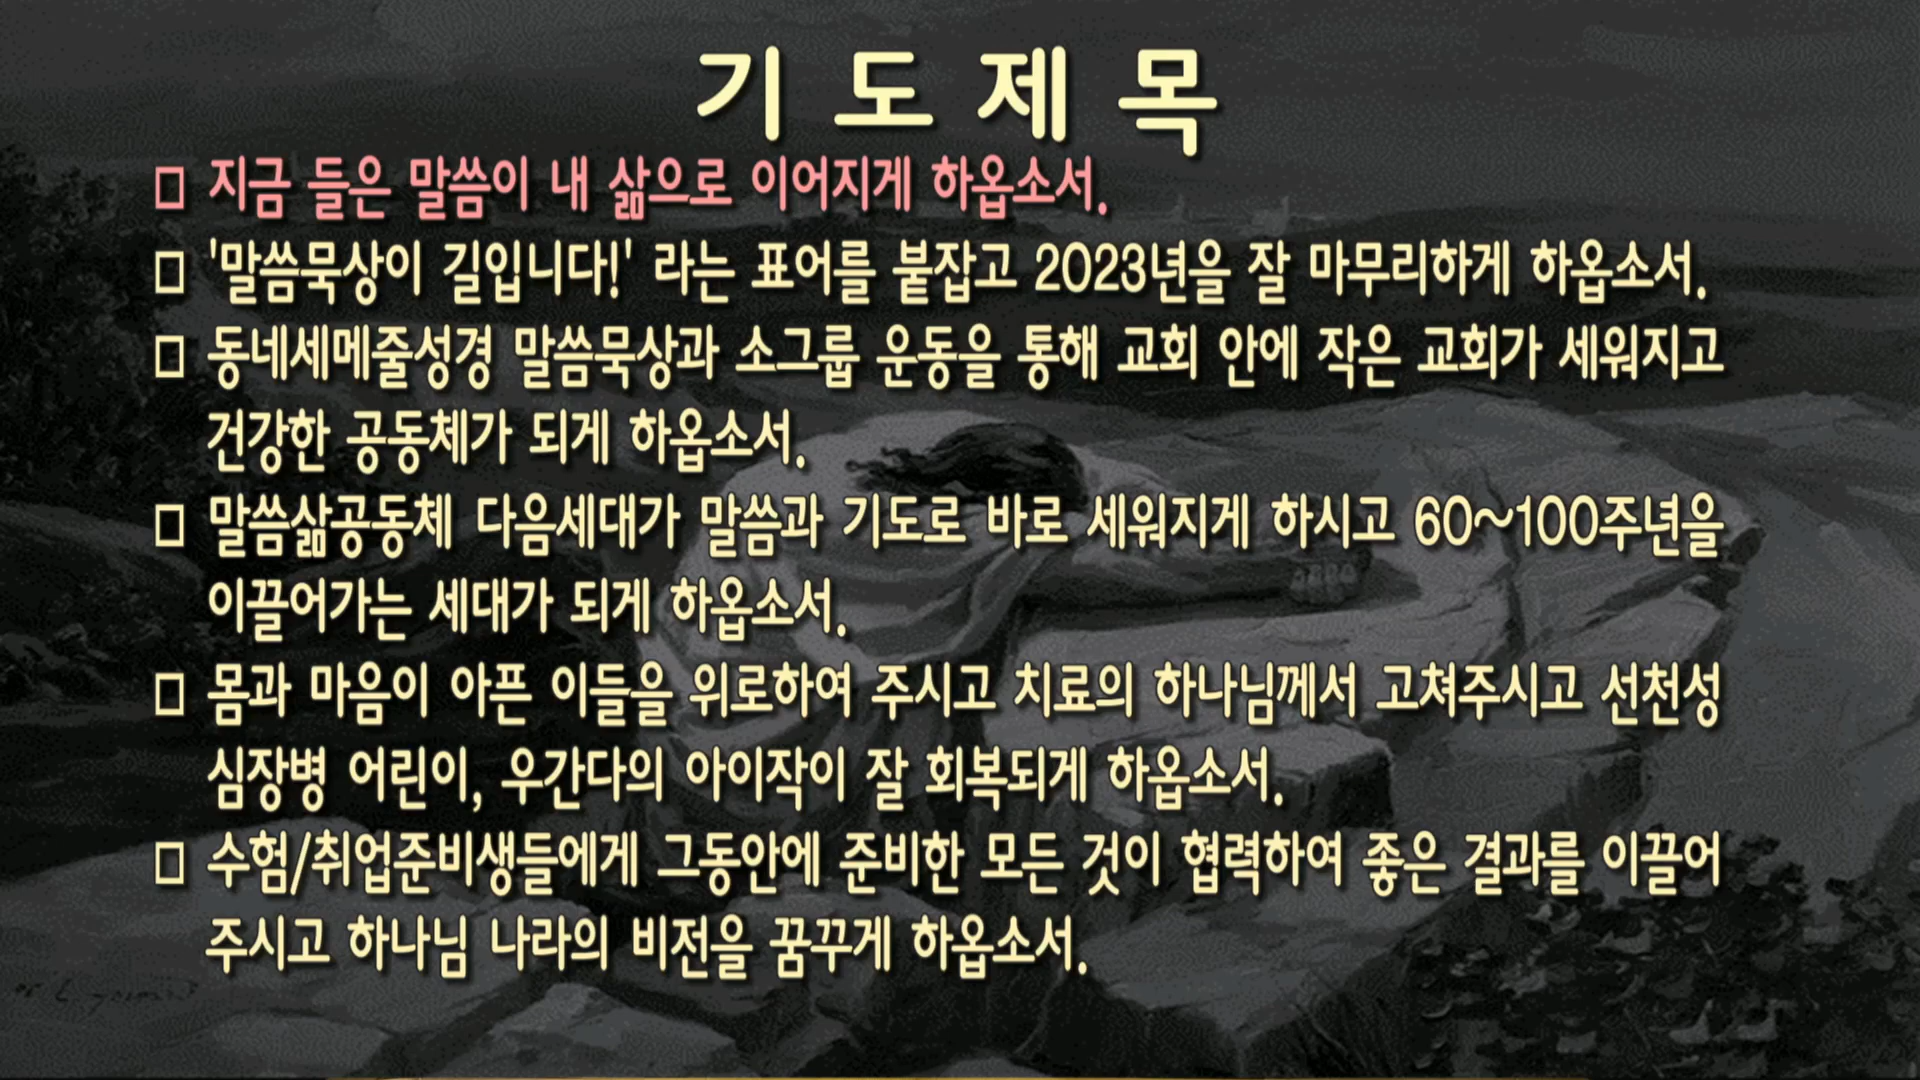 기 도 제 목
□ 지금 들은 말씀이 내 삶으로 이어지게 하옵소서.
□ '말씀묵상이 길입니다!' 라는 표어를 붙잡고 2023년을 잘 마무리하게 하옵소서.
□ 동네세메줄성경 말씀묵상과 소그룹 운동을 통해 교회 안에 작은 교회가 세워지고
건강한 공동체가 되게 하옵소서.
□ 말씀삶공동체 다음세대가 말씀과 기도로 바로 세워지게 하시고 60~100주년을
이끌어가는 세대가 되게 하옵소서.
□ 몸과 마음이 아픈 이들을 위로하여 주시고 치료의 하나님께서 고쳐주시고 선천성
심장병 어린이, 우간다의 아이작이 잘 회복되게 하옵소서.
□ 수험/취업준비생들에게 그동안에 준비한 모든 것이 협력하여 좋은 결과를 이끌어
주시고 하나님 나라의 비전을 꿈꾸게 하옵소서.